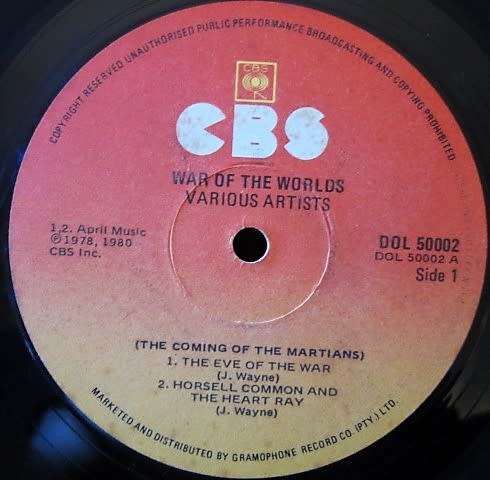 COPYRIGHT RESERVED UNAUTHORISED PUBLIC PERFORMANCE BROADCASTING AND COPYING PROHIBITED
CBS
CBS
WAR OF THE WORLDS
VARIOUS ARTISTS
1,2. April Music
℗1978, 1980
CBS Inc.
DOL 50002
DOL 50002 A
Side 1
(THE COMING OF THE MARTIANS)
1. THE EVE OF THE WAR
(J. Wayne)
2. HORSELL COMMON AND
THE HEART RAY
(J. Wayne)
MARKETED AND DISTRIBUTED BY GRAMOPHONE RECORD CO. (PTY.) LTD.